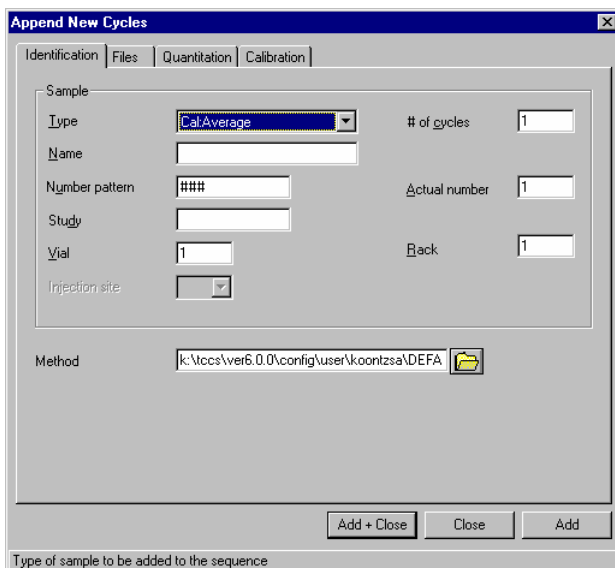 Append New Cycles
Identification Files Quantitation Calibration
Sample
Type Cal:Average # of cycles 1
Name
Number pattern ### Actual number 1
Study
Vial 1 Rack 1
Injection site
Method k:\tccs\ver6.0.0\config\user\koontzsa\DEFA
Add + Close Close Add
Type of sample to be added to the sequence